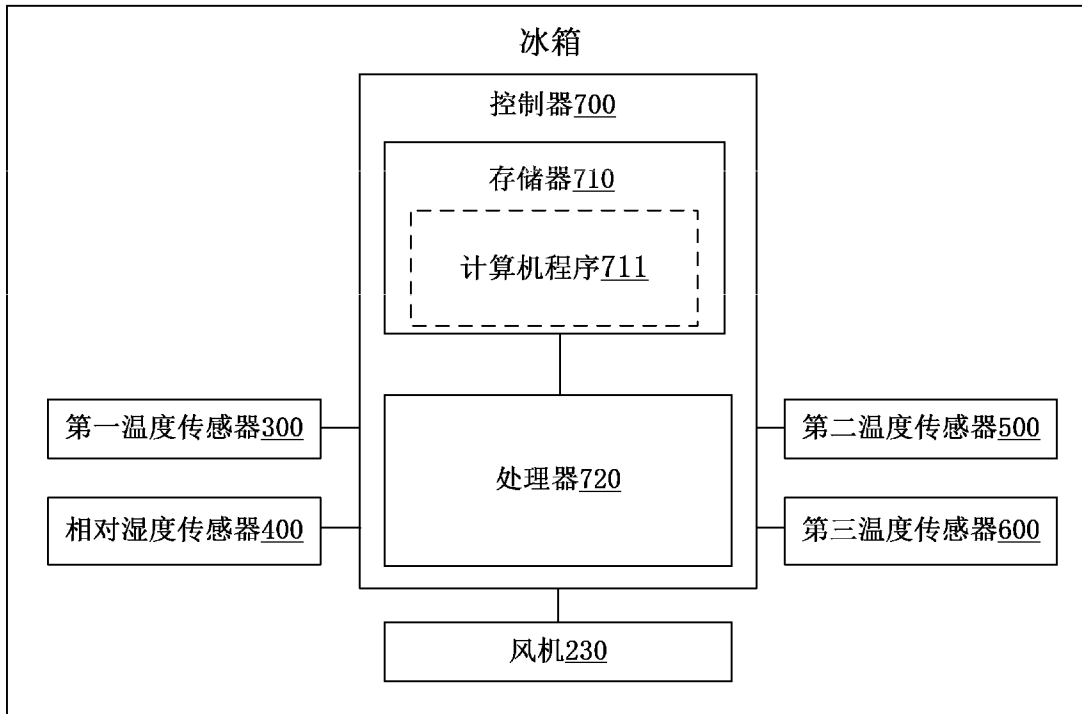 冰箱
控制器700
存储器710
计算机程序711
第一温度传感器300
第二温度传感器500
处理器720
相对湿度传感器400
第三温度传感器600
风机230